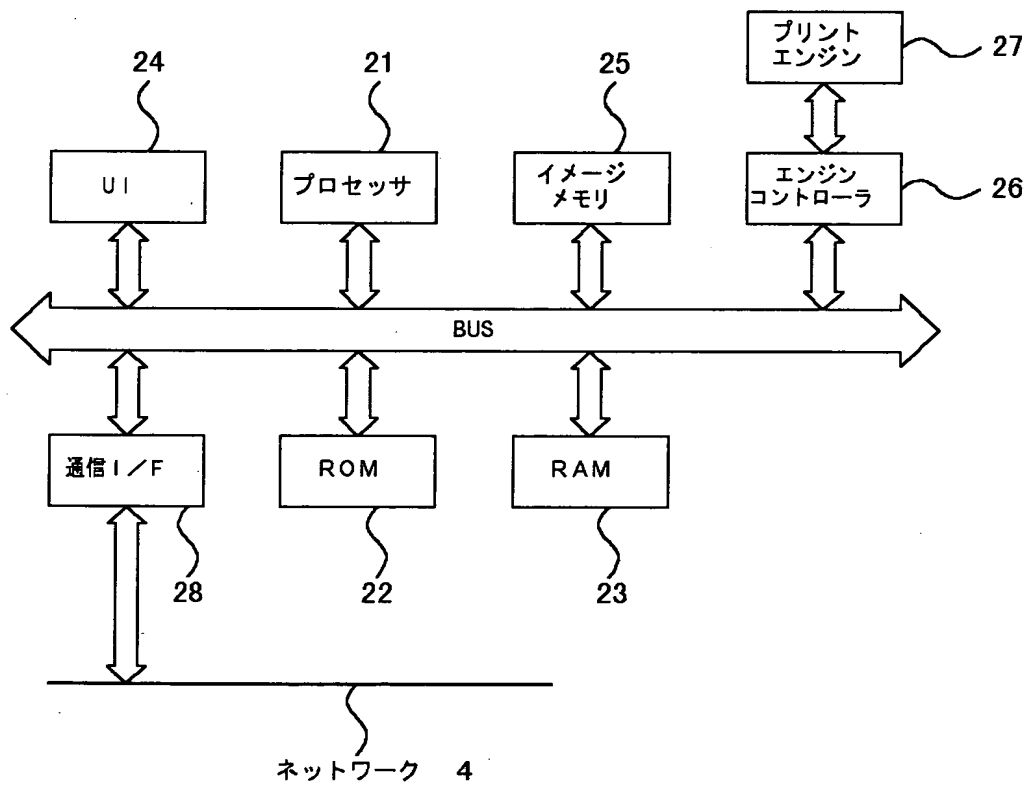 プリント
エンジン
27
24
21
25
UI
プロセッサ
イメージ
メモリ
エンジン
コントローラ
26
BUS
通信I/F
ROM
RAM
28
22
23
ネットワーク 4